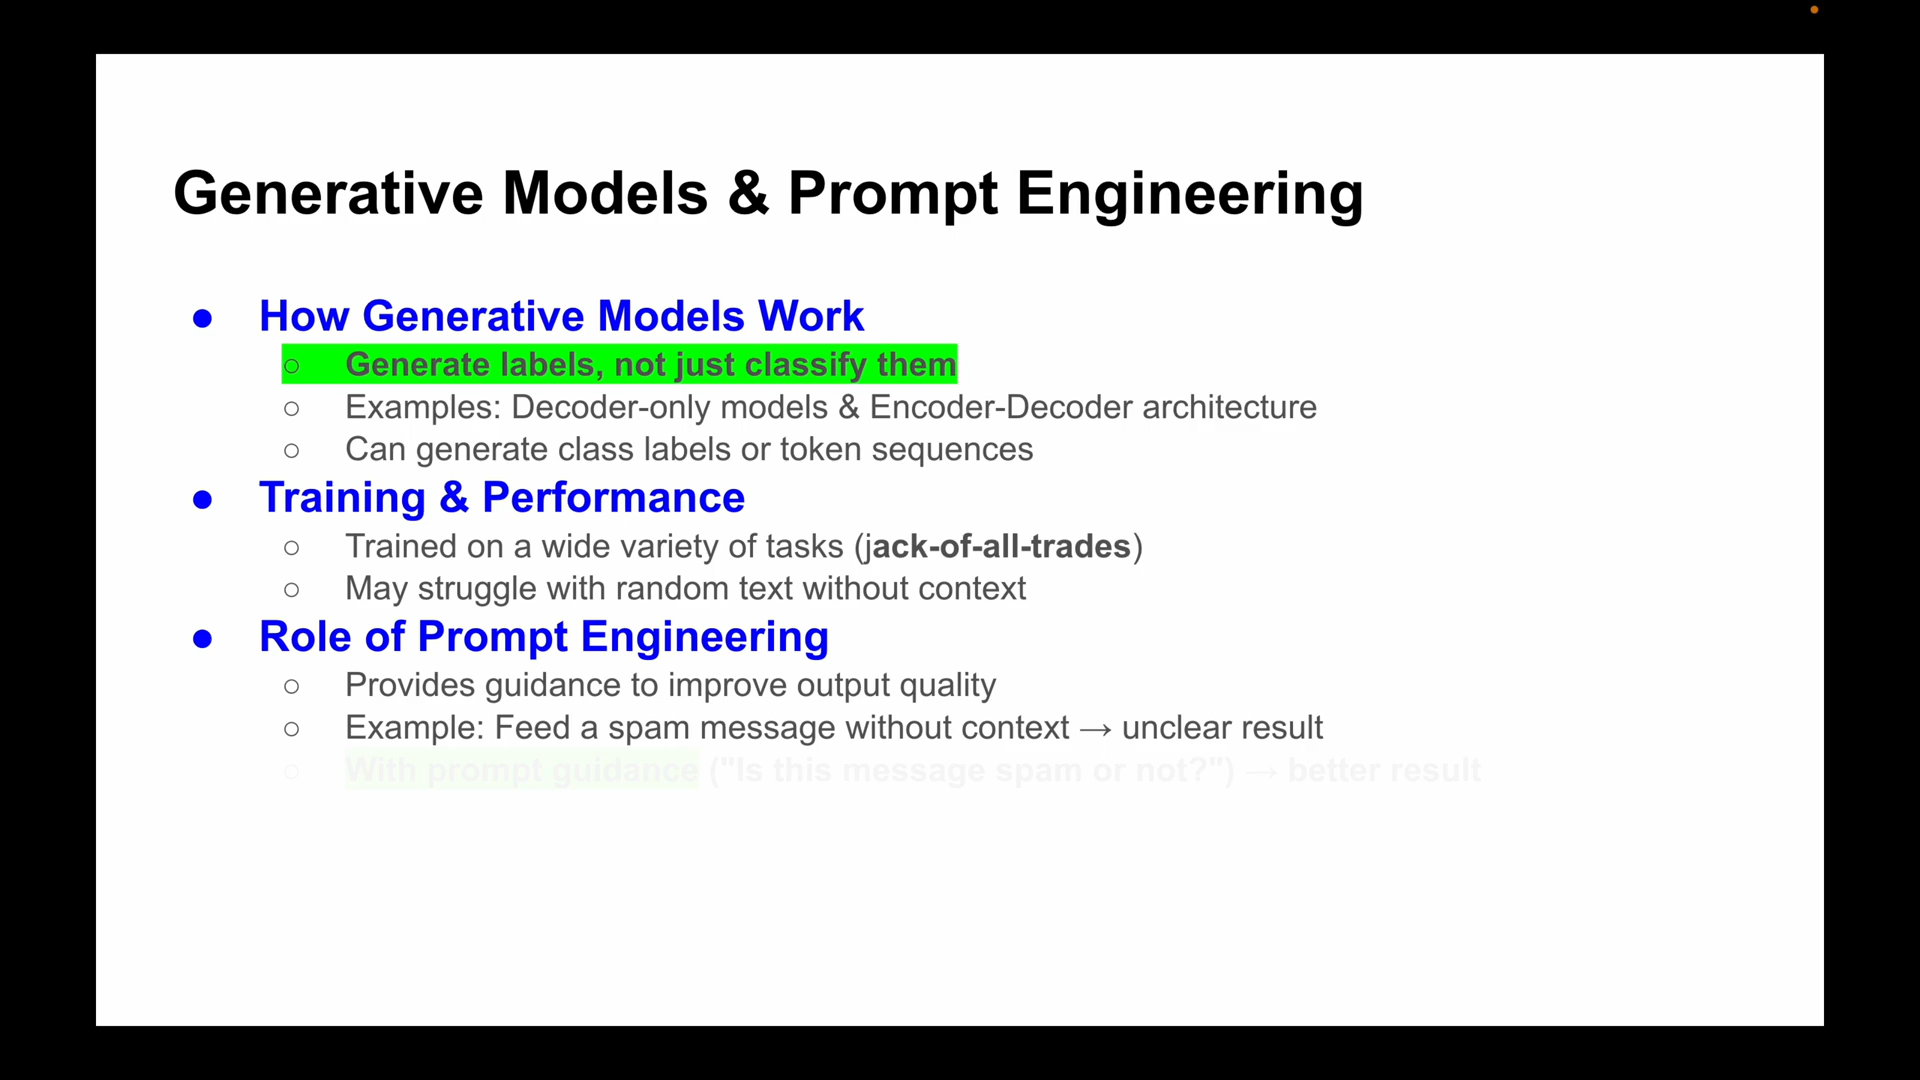 Generative Models & Prompt Engineering
● How Generative Models Work
○ Generate labels, not just classify them
○ Examples: Decoder-only models & Encoder-Decoder architecture
○ Can generate class labels or token sequences
● Training & Performance
○ Trained on a wide variety of tasks (jack-of-all-trades)
○ May struggle with random text without context
● Role of Prompt Engineering
○ Provides guidance to improve output quality
○ Example: Feed a spam message without context → unclear result
○ With prompt guidance ("Is this message spam or not?") → better result